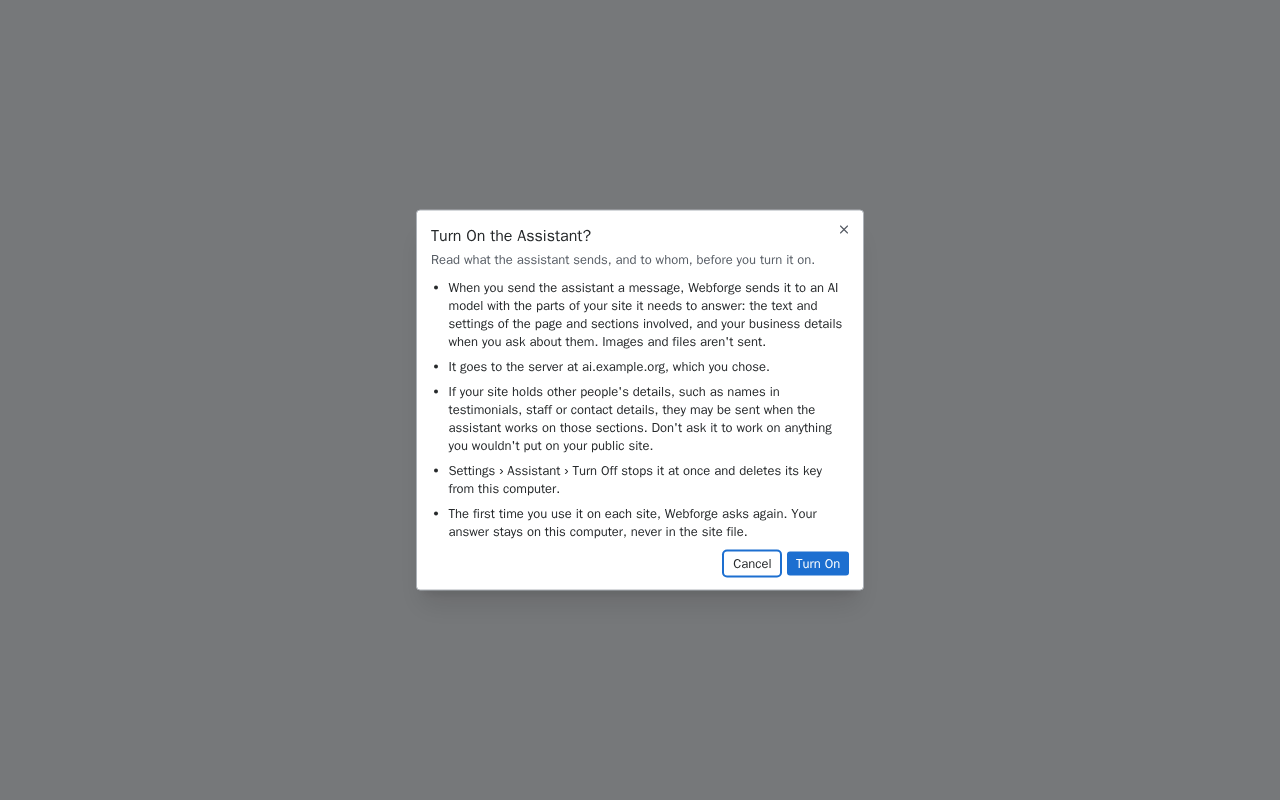 Turn On the Assistant?
×
Read what the assistant sends, and to whom, before you turn it on.
• When you send the assistant a message, Webforge sends it to an AI
model with the parts of your site it needs to answer: the text and
settings of the page and sections involved, and your business details
when you ask about them. Images and files aren't sent.
• It goes to the server at ai.example.org, which you chose.
• If your site holds other people's details, such as names in
testimonials, staff or contact details, they may be sent when the
assistant works on those sections. Don't ask it to work on anything
you wouldn't put on your public site.
• Settings › Assistant › Turn Off stops it at once and deletes its key
from this computer.
• The first time you use it on each site, Webforge asks again. Your
answer stays on this computer, never in the site file.
Cancel Turn On